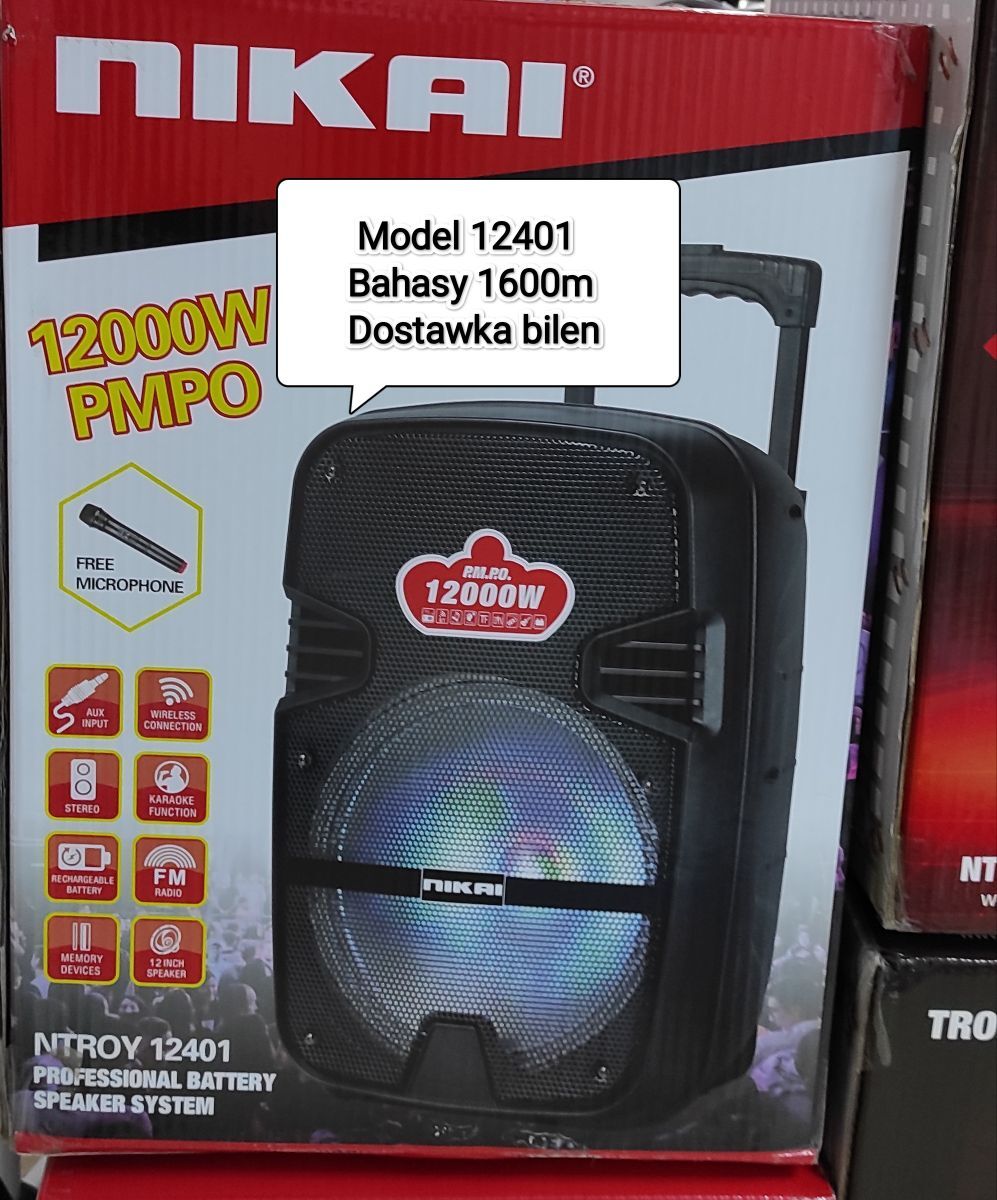 NIKAI®
Model 12401
Bahasy 1600m
Dostawka bilen
12000W
PMPO
FREE
MICROPHONE
P.M.P.O.
12000W
AUX
INPUT
WIRELESS
CONNECTION
STEREO
KARAOKE
FUNCTION
RECHARGEABLE
BATTERY
FM
RADIO
MEMORY
DEVICES
12 INCH
SPEAKER
NIKAI
NTROY 12401
PROFESSIONAL BATTERY
SPEAKER SYSTEM
NT
W
TRO